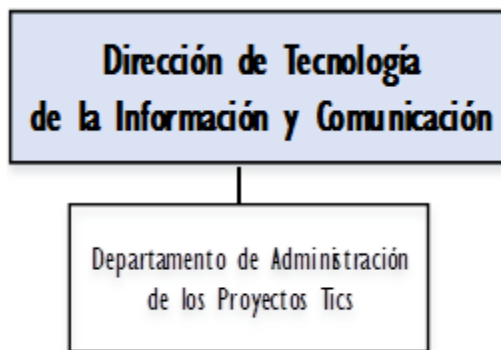 Dirección de Tecnología
de la Información y Comunicación
Departamento de Administración
de los Proyectos Tics